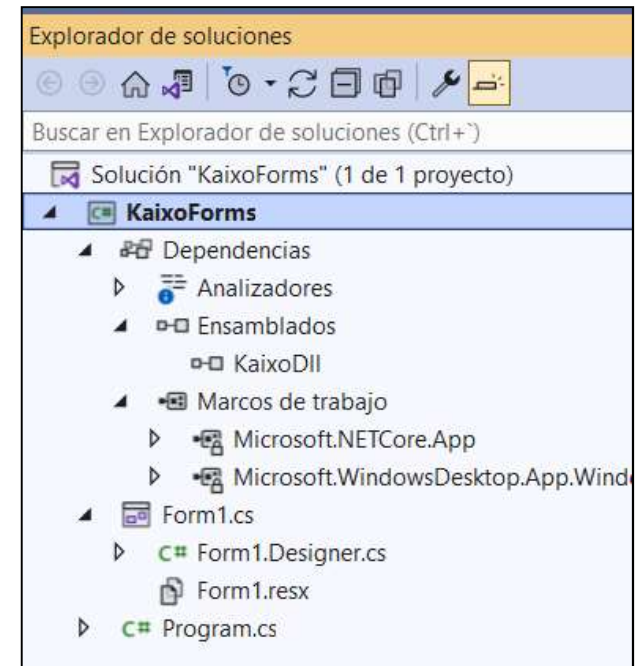 Explorador de soluciones
Buscar en Explorador de soluciones (Ctrl+`)
Solución "KaixoForms" (1 de 1 proyecto)
C# KaixoForms
Dependencias
Analizadores
Ensamblados
KaixoDll
Marcos de trabajo
Microsoft.NETCore.App
Microsoft.WindowsDesktop.App.Wind
Form1.cs
C# Form1.Designer.cs
Form1.resx
C# Program.cs